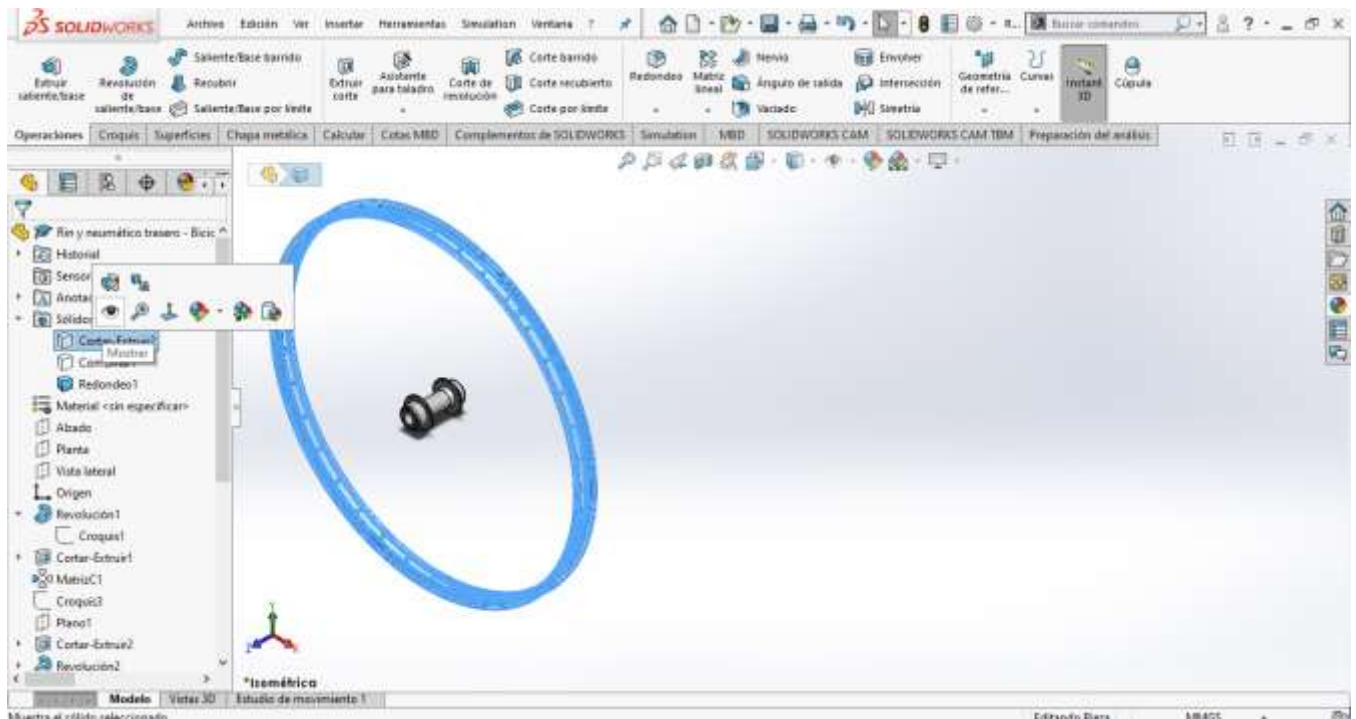 SOLIDWORKS Archivo Edición Ver Insertar Herramientas Simulation Ventana ? Buscar comandos
Extruir saliente/base
Revolución de saliente/base
Saliente/Base barrido
Recubrir
Saliente/Base por límite
Extruir corte
Asistente para taladro
Corte de revolución
Corte barrido
Corte recubierto
Corte por límite
Redondeo
Matriz lineal
Nervio
Ángulo de salida
Vaciado
Envolver
Intersección
Simetría
Geometría de refer...
Curvas
Instant 3D
Cúpula
Operaciones Croquis Superficies Chapa metálica Calcular Cotas MBD Complementos de SOLIDWORKS Simulation MBD SOLIDWORKS CAM SOLIDWORKS CAM TBM Preparación del análisis
Rin y neumático trasero - Bicic
Historial
Sensor
Anotac
Sólidos
Cortar-Extruir2
Mostrar
Redondeo1
Material <sin especificar>
Alzado
Planta
Vista lateral
Origen
Revolución1
Croquis1
Cortar-Extruir1
MatrizC1
Croquis3
Plano1
Cortar-Extruir2
Revolución2
*Isométrica
Modelo Vistas 3D Estudio de movimiento 1
Muestra el sólido seleccionado. Editando Pieza MMGS